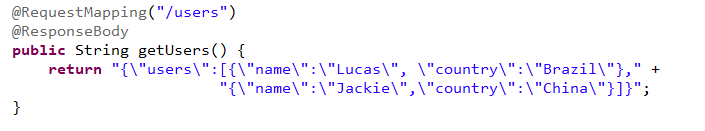 @RequestMapping("/users")
@ResponseBody
public String getUsers() {
    return "{\"users\":[{\"name\":\"Lucas\", \"country\":\"Brazil\"}," +
                     "{\"name\":\"Jackie\",\"country\":\"China\"}]}";
}